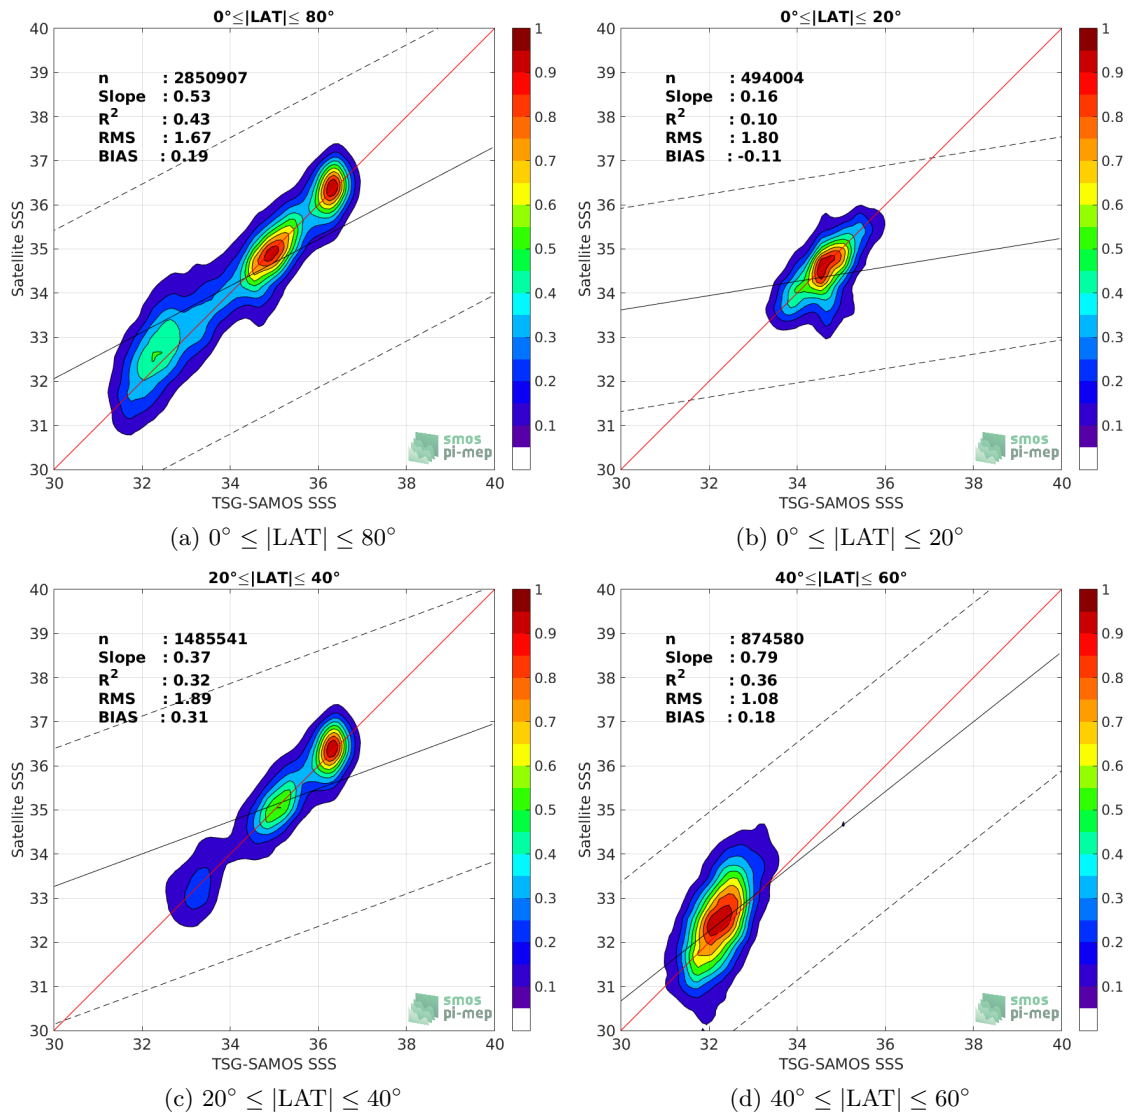 0°≤|LAT|≤ 80°
40
39
38
37
36
35
34
33
32
31
30
30
32
34
36
38
40
Satellite SSS
TSG-SAMOS SSS
n : 2850907
Slope : 0.53
R2 : 0.43
RMS : 1.67
BIAS : 0.19
1
0.9
0.8
0.7
0.6
0.5
0.4
0.3
0.2
0.1
smos
pi-mep
(a) 0° ≤ |LAT| ≤ 80°
0°≤|LAT|≤ 20°
40
39
38
37
36
35
34
33
32
31
30
30
32
34
36
38
40
Satellite SSS
TSG-SAMOS SSS
n : 494004
Slope : 0.16
R2 : 0.10
RMS : 1.80
BIAS : -0.11
1
0.9
0.8
0.7
0.6
0.5
0.4
0.3
0.2
0.1
smos
pi-mep
(b) 0° ≤ |LAT| ≤ 20°
20°≤|LAT|≤ 40°
40
39
38
37
36
35
34
33
32
31
30
30
32
34
36
38
40
Satellite SSS
TSG-SAMOS SSS
n : 1485541
Slope : 0.37
R2 : 0.32
RMS : 1.89
BIAS : 0.31
1
0.9
0.8
0.7
0.6
0.5
0.4
0.3
0.2
0.1
smos
pi-mep
(c) 20° ≤ |LAT| ≤ 40°
40°≤|LAT|≤ 60°
40
39
38
37
36
35
34
33
32
31
30
30
32
34
36
38
40
Satellite SSS
TSG-SAMOS SSS
n : 874580
Slope : 0.79
R2 : 0.36
RMS : 1.08
BIAS : 0.18
1
0.9
0.8
0.7
0.6
0.5
0.4
0.3
0.2
0.1
smos
pi-mep
(d) 40° ≤ |LAT| ≤ 60°